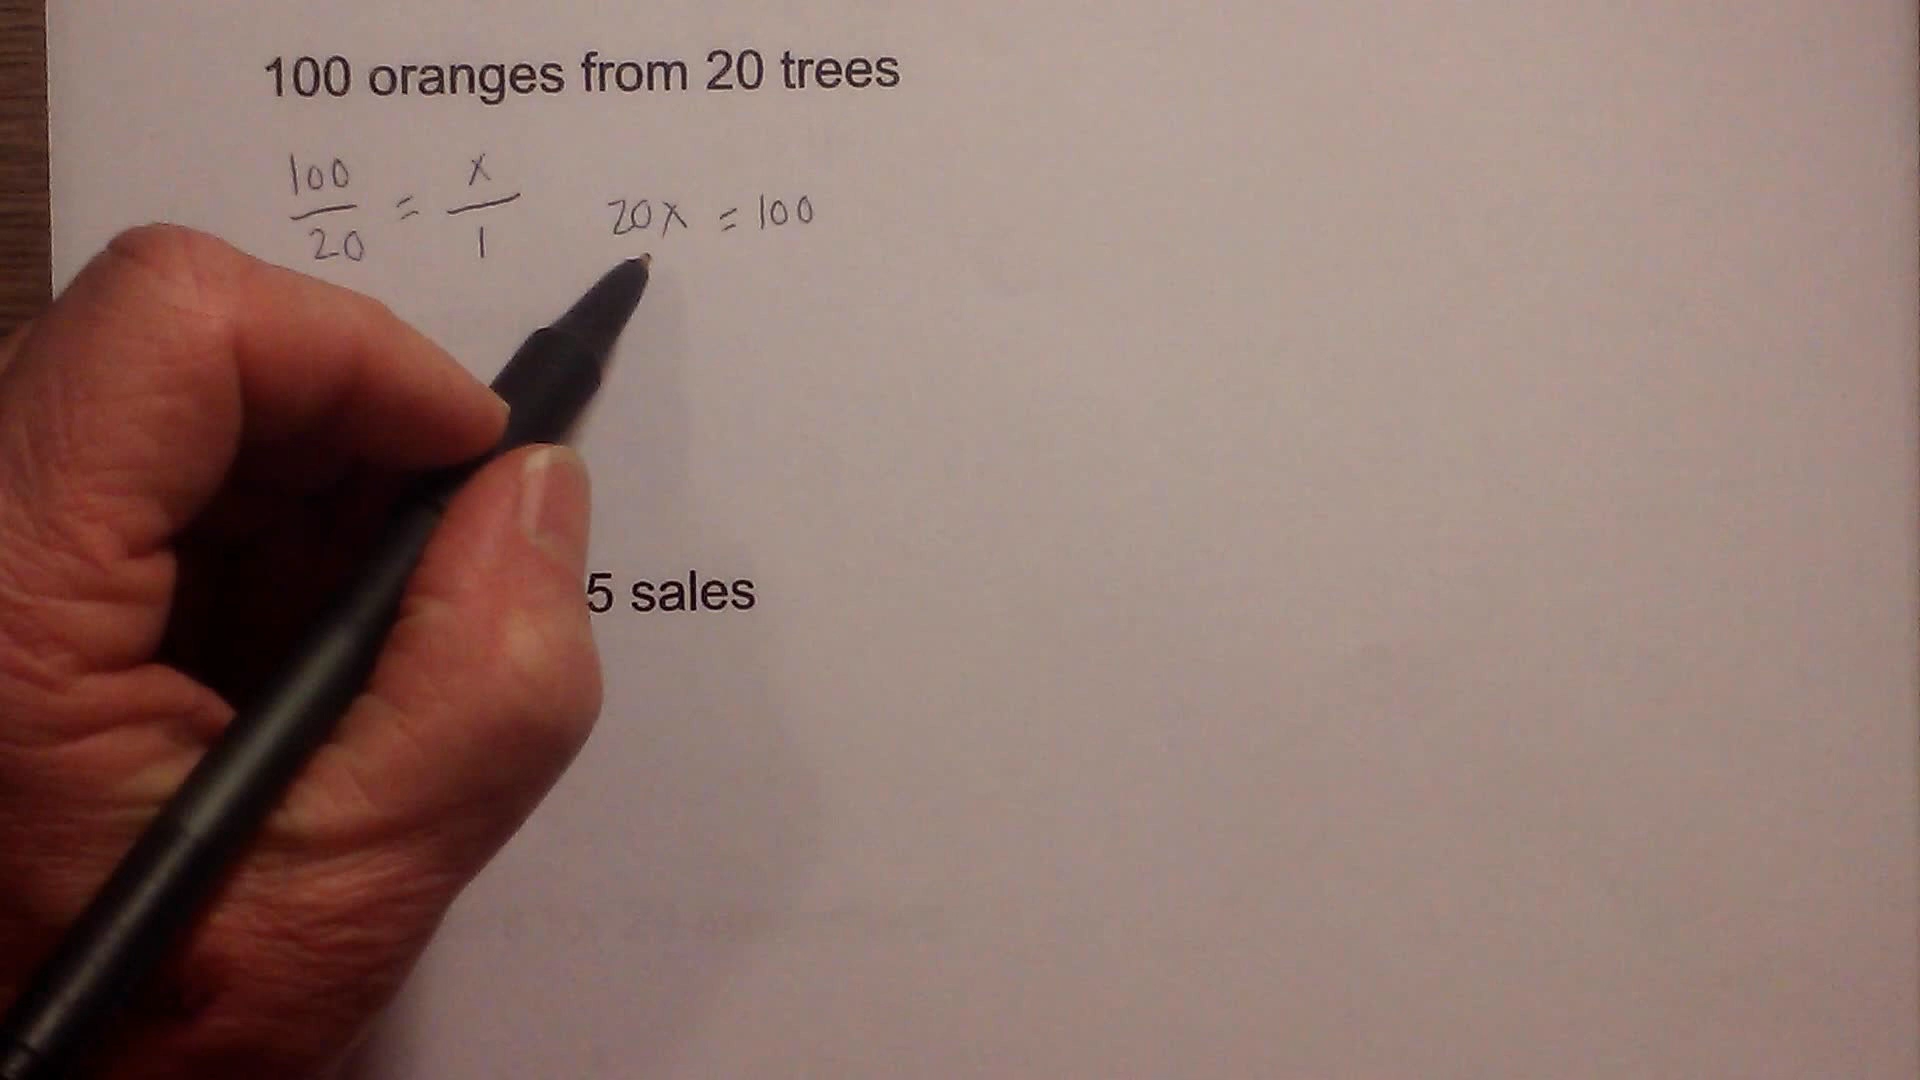 100 oranges from 20 trees
100/20 = x/1 20x = 100
5 sales